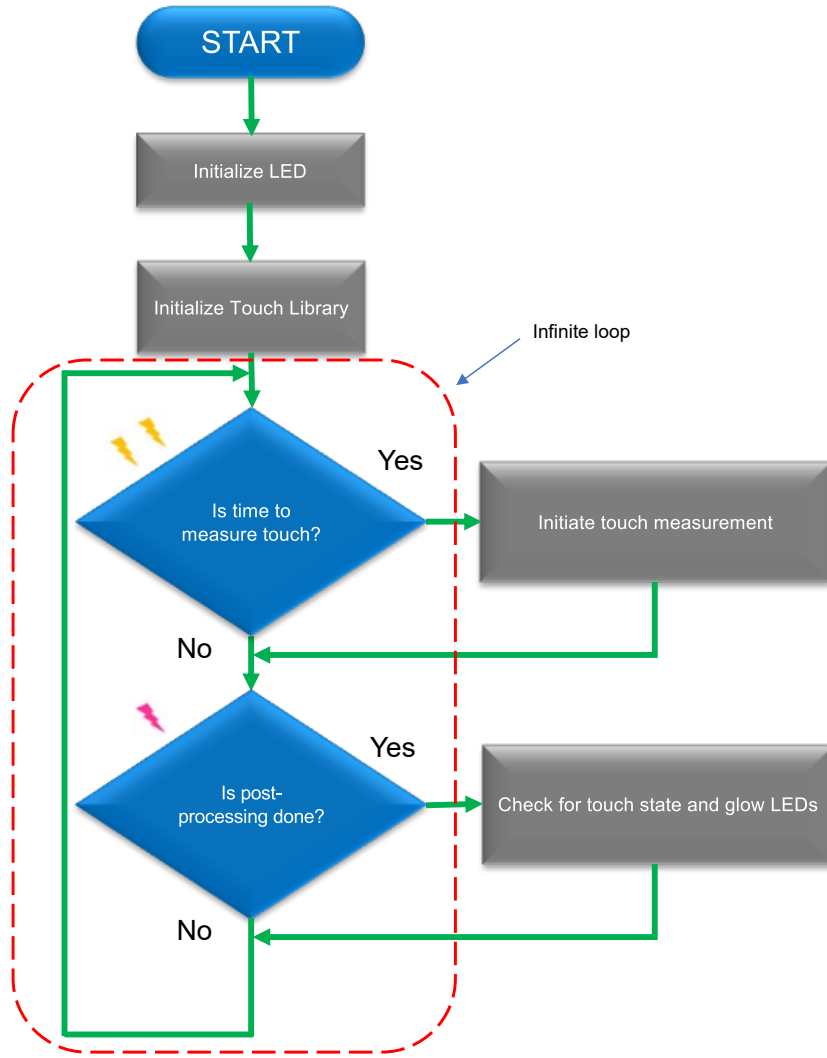 START
Initialize LED
Initialize Touch Library
Infinite loop
Yes
Is time to
measure touch?
Initiate touch measurement
No
Yes
Is post-
processing done?
Check for touch state and glow LEDs
No